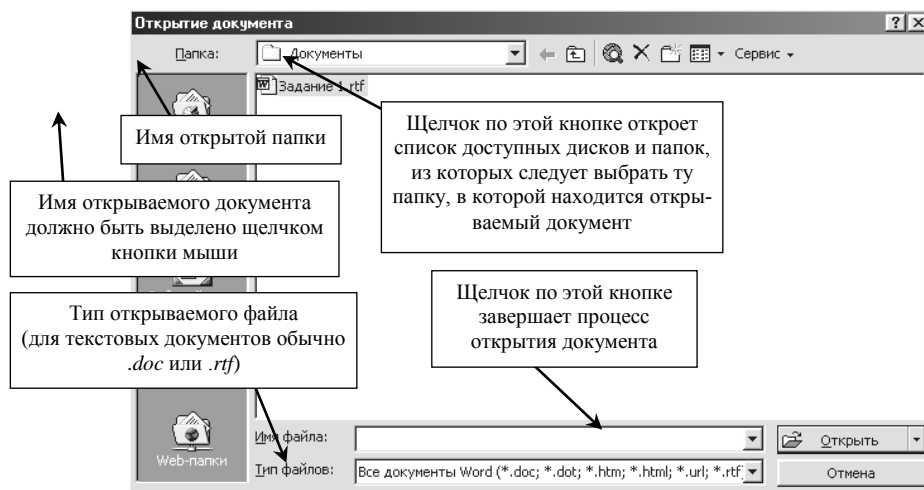 Открытие документа
Папка:
Документы
Сервис
Задание 1.rtf
Имя открытой папки
Щелчок по этой кнопке откроет
список доступных дисков и папок,
из которых следует выбрать ту
папку, в которой находится откры-
ваемый документ
Имя открываемого документа
должно быть выделено щелчком
кнопки мыши
Тип открываемого файла
(для текстовых документов обычно
.doc или .rtf)
Щелчок по этой кнопке
завершает процесс
открытия документа
Web-папки
Имя файла:
Открыть
Тип файлов:
Все документы Word (*.doc; *.dot; *.htm; *.html; *.url; *.rtf;
Отмена